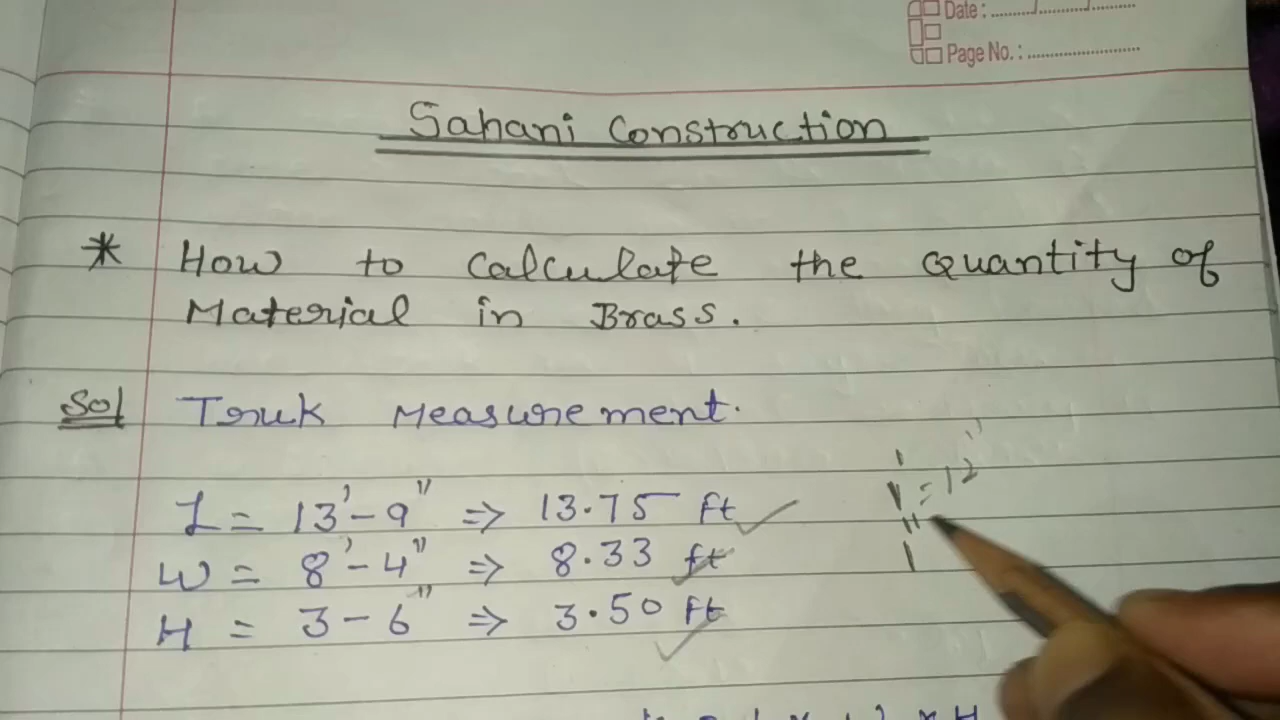 Date : ......../......../........
Page No. : ........................
Sahani Construction
* How to calculate the Quantity of
Material in Brass.
Sol Truk Measurement.
L = 13'-9" => 13.75 ft ✓
1' = 12"
W = 8'-4" => 8.33 ft ✓
1"
H = 3-6" => 3.50 ft ✓